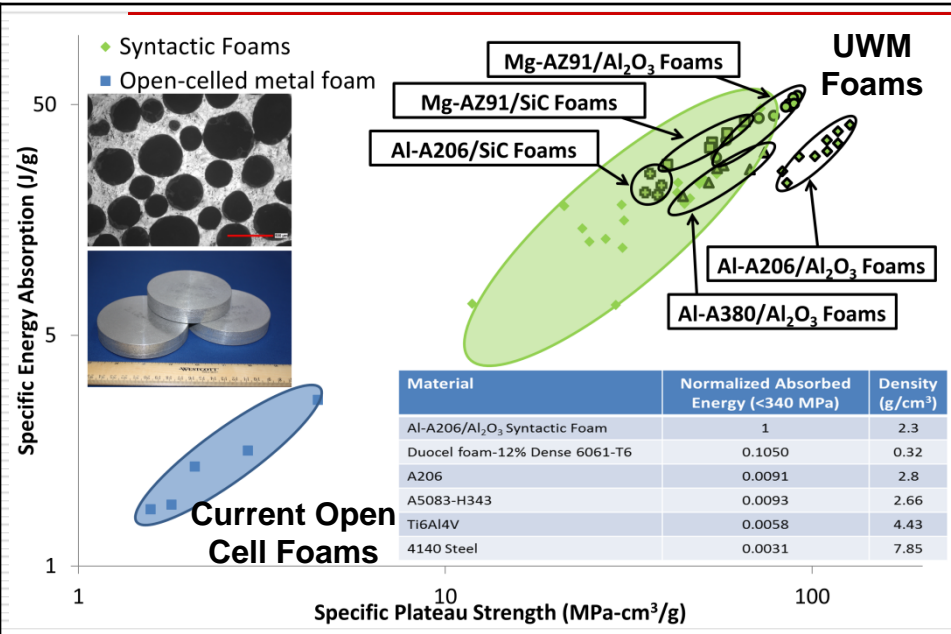 Syntactic Foams
Open-celled metal foam
UWM
Foams
Mg-AZ91/Al₂O₃ Foams
Mg-AZ91/SiC Foams
Al-A206/SiC Foams
Al-A206/Al₂O₃ Foams
Al-A380/Al₂O₃ Foams
Specific Energy Absorption (J/g)
50
5
1
WESTCOTT
Material Normalized Absorbed Energy (<340 MPa) Density (g/cm³)
Al-A206/Al₂O₃ Syntactic Foam 1 2.3
Duocel foam-12% Dense 6061-T6 0.1050 0.32
A206 0.0091 2.8
A5083-H343 0.0093 2.66
Ti6Al4V 0.0058 4.43
4140 Steel 0.0031 7.85
Current Open
Cell Foams
1 10 100
Specific Plateau Strength (MPa-cm³/g)